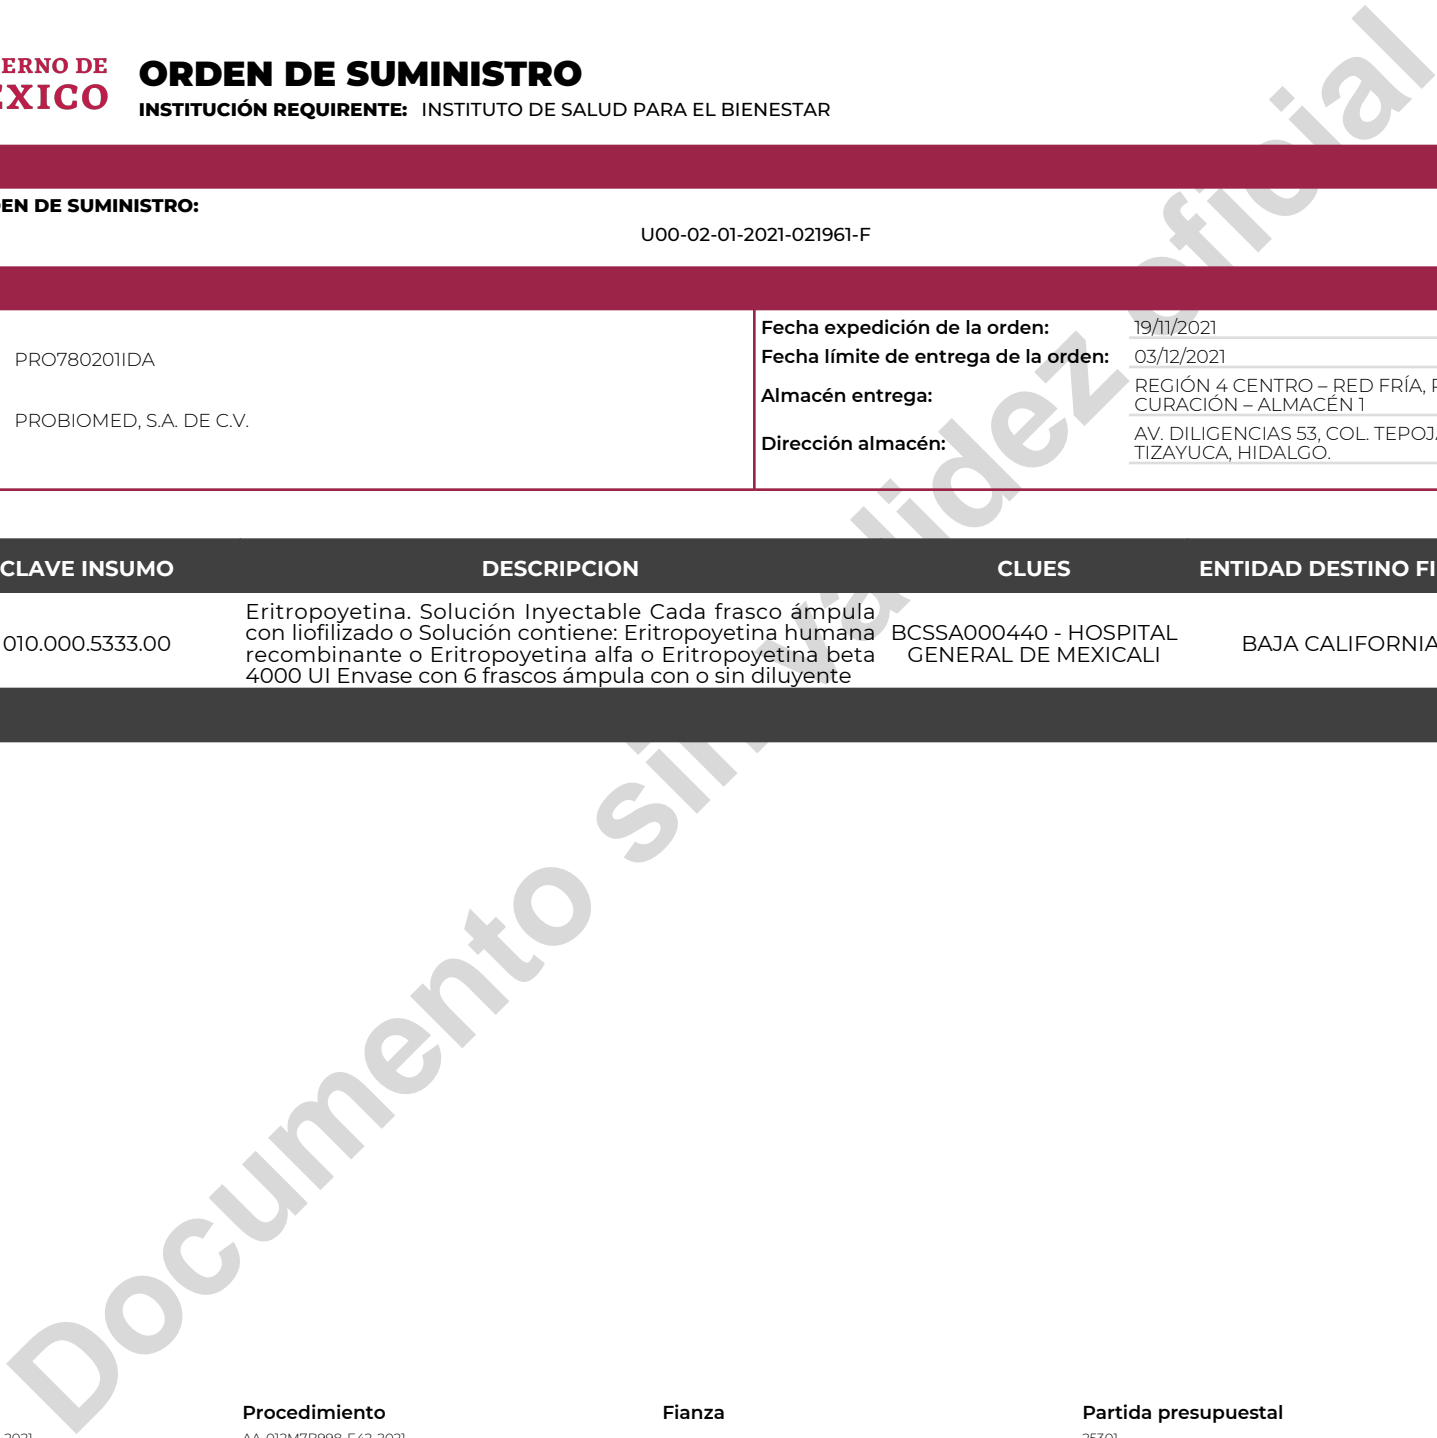 ERNO DE
ÉXICO
ORDEN DE SUMINISTRO
INSTITUCIÓN REQUIRENTE: INSTITUTO DE SALUD PARA EL BIENESTAR
EN DE SUMINISTRO:
U00-02-01-2021-021961-F
PRO780201IDA
PROBIOMED, S.A. DE C.V.
Fecha expedición de la orden: 19/11/2021
Fecha límite de entrega de la orden: 03/12/2021
Almacén entrega: REGIÓN 4 CENTRO – RED FRÍA,
CURACIÓN – ALMACÉN 1
Dirección almacén: AV. DILIGENCIAS 53, COL. TEPOJ
TIZAYUCA, HIDALGO.
CLAVE INSUMO DESCRIPCION CLUES ENTIDAD DESTINO FI
010.000.5333.00
Eritropoyetina. Solución Inyectable Cada frasco ámpula
con liofilizado o Solución contiene: Eritropoyetina humana
recombinante o Eritropoyetina alfa o Eritropoyetina beta
4000 UI Envase con 6 frascos ámpula con o sin diluyente
BCSSA000440 - HOSPITAL
GENERAL DE MEXICALI
BAJA CALIFORNIA
Documento sin validez oficial
Procedimiento Fianza Partida presupuestal